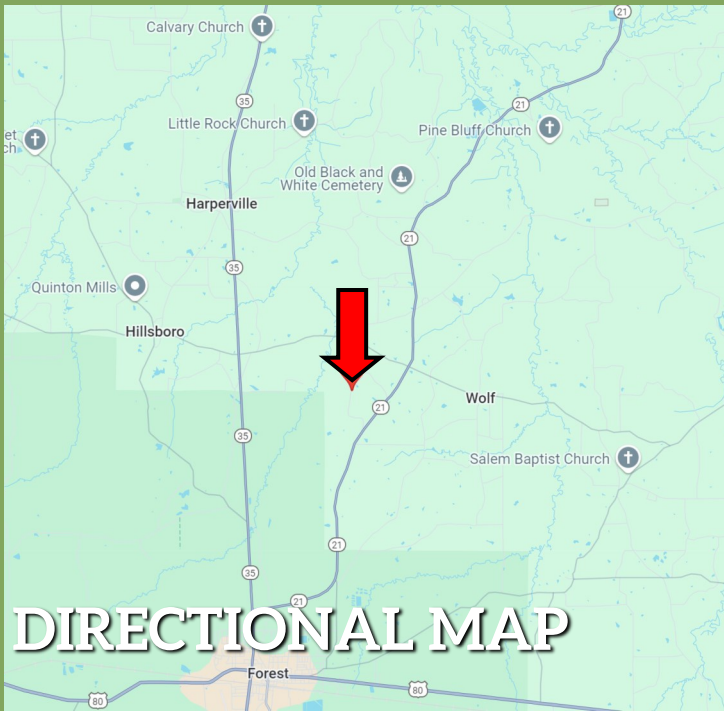 21
Calvary Church
35
21
Little Rock Church
Pine Bluff Church
ch
Old Black and
White Cemetery
Harperville
21
35
Quinton Mills
Hillsboro
Wolf
21
35
Salem Baptist Church
21
35
21
DIRECTIONAL MAP
Forest
80
80